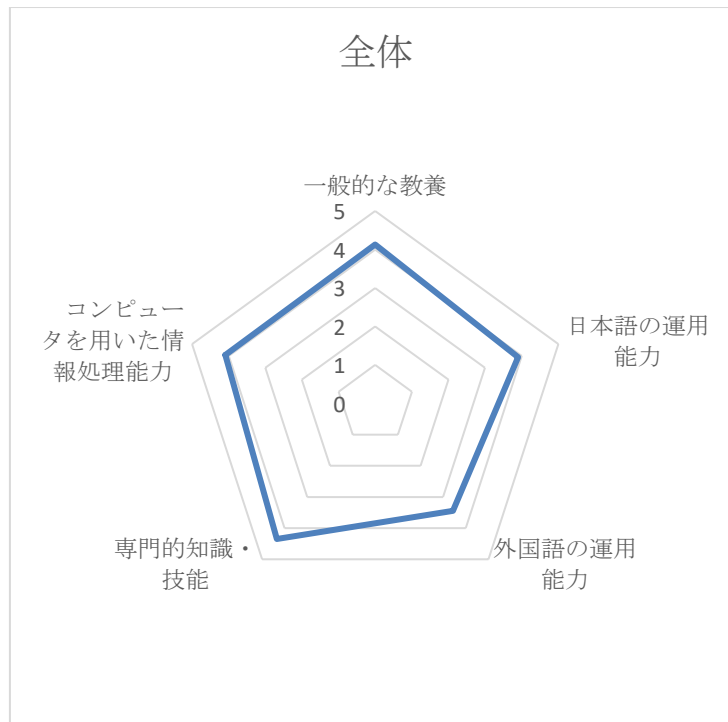 全体
一般的な教養
5
4
3
2
1
0
日本語の運用
能力
外国語の運用
能力
専門的知識・
技能
コンピュー
タを用いた情
報処理能力